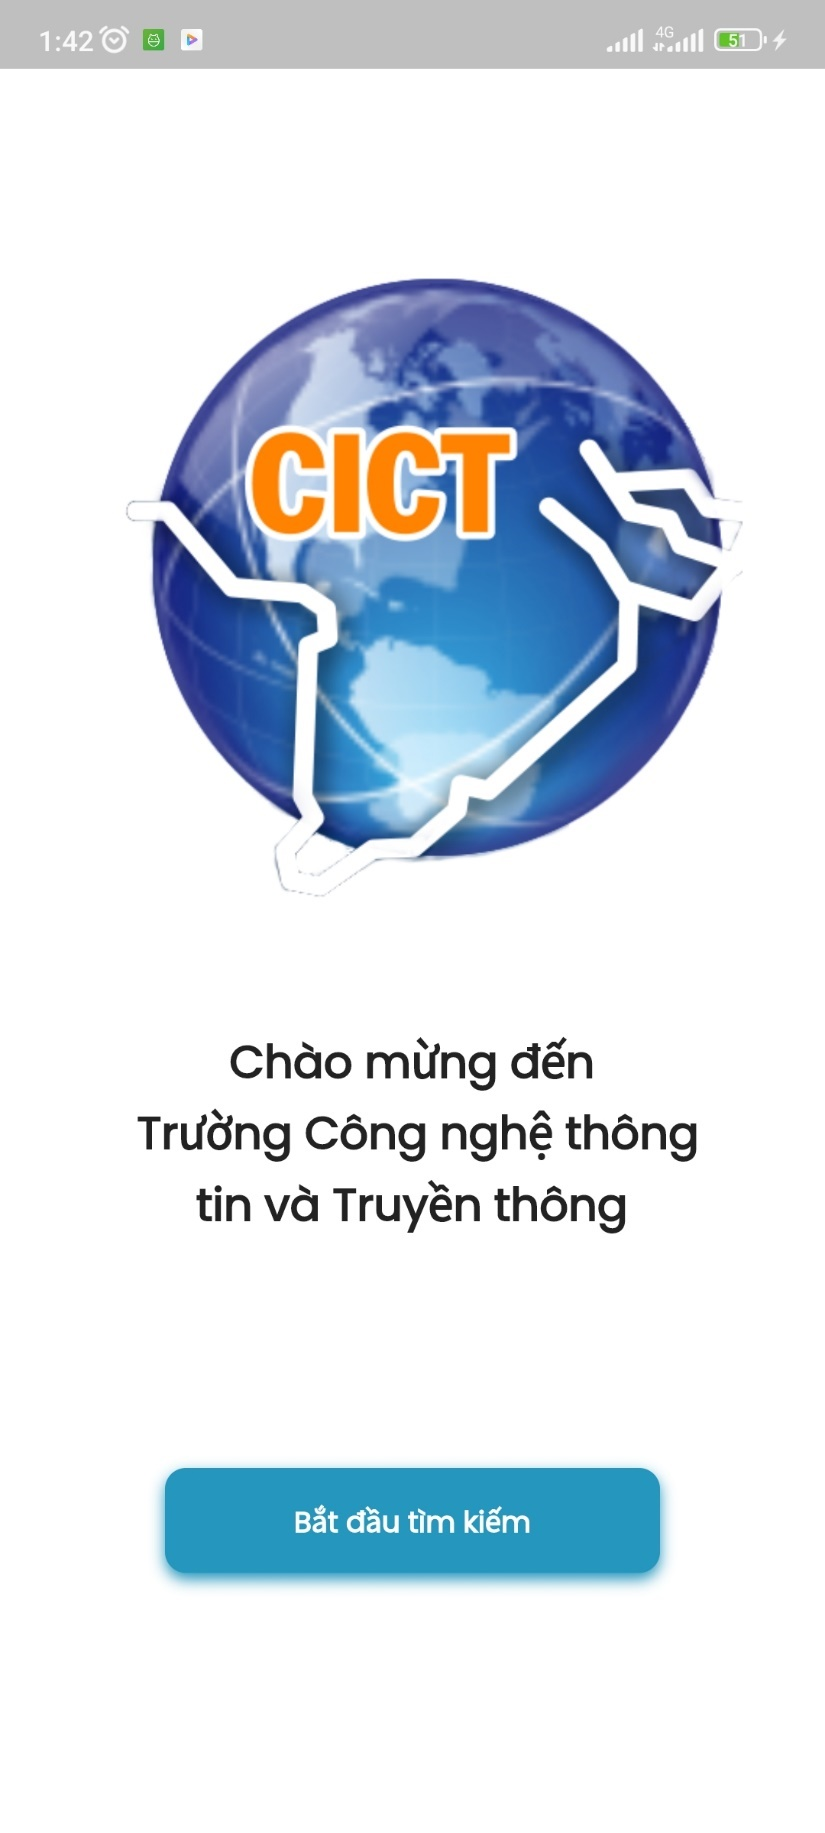 1:42
4G
51
CICT
Chào mừng đến
Trường Công nghệ thông
tin và Truyền thông
Bắt đầu tìm kiếm